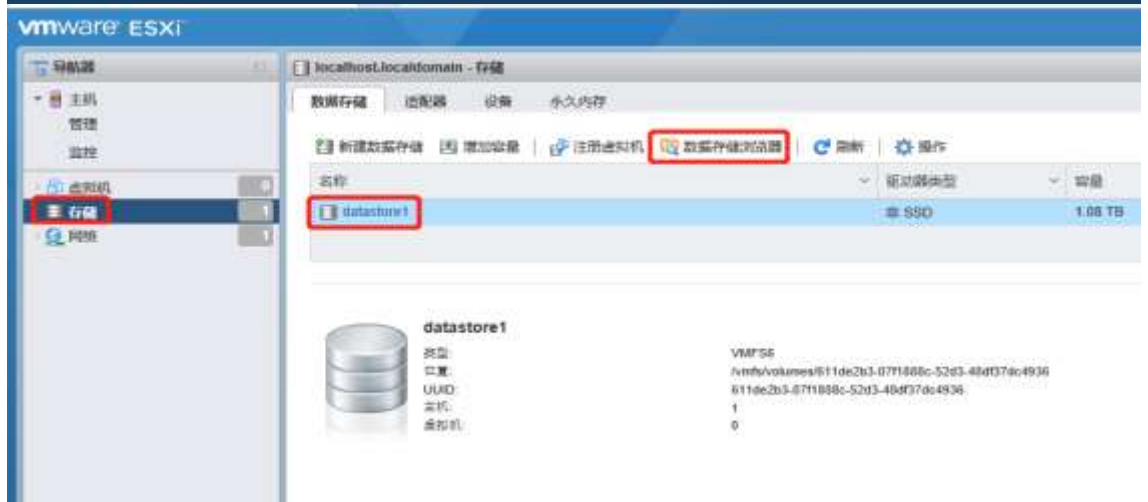 vmware ESXi
导航器
localhost.localdomain - 存储
主机
管理
监控
虚拟机 0
存储 1
网络 1
数据存储 适配器 设备 永久内存
新建数据存储 增加容量 注册虚拟机 数据存储浏览器 刷新 操作
名称 驱动器类型 容量
datastore1 SSD 1.08 TB
datastore1
类型: VMFS6
位置: /vmfs/volumes/611de2b3-07f1888c-52d3-48df37dc4936
UUID: 611de2b3-07f1888c-52d3-48df37dc4936
主机: 1
虚拟机: 0